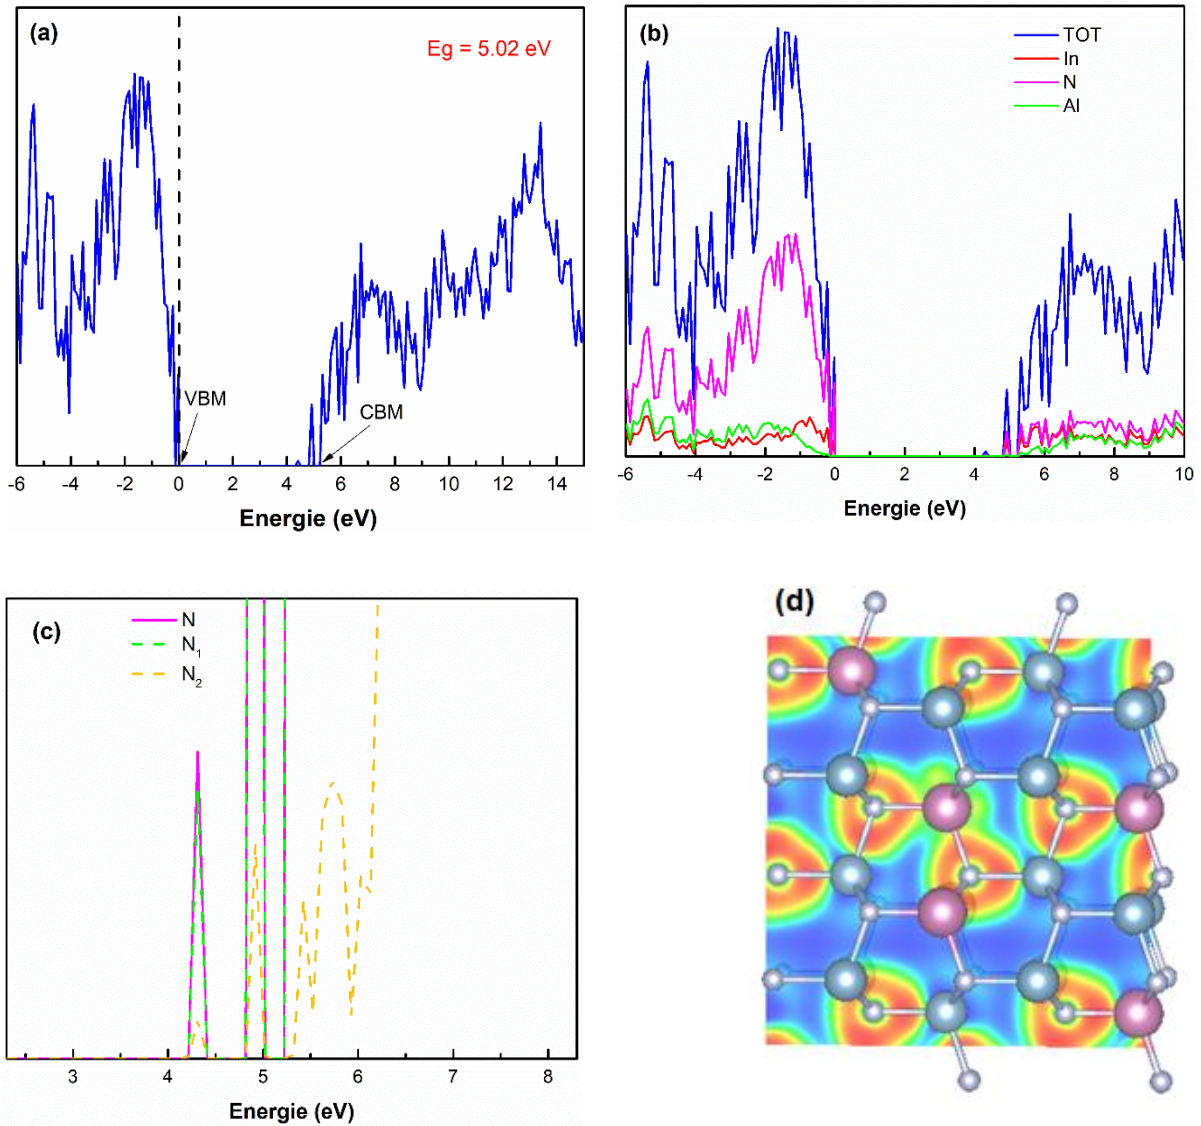 (a)
Eg = 5.02 eV
VBM
CBM
-6 -4 -2 0 2 4 6 8 10 12 14
Energie (eV)
(b)
TOT
In
N
Al
-6 -4 -2 0 2 4 6 8 10
Energie (eV)
(c)
N
N₁
N₂
3 4 5 6 7 8
Energie (eV)
(d)